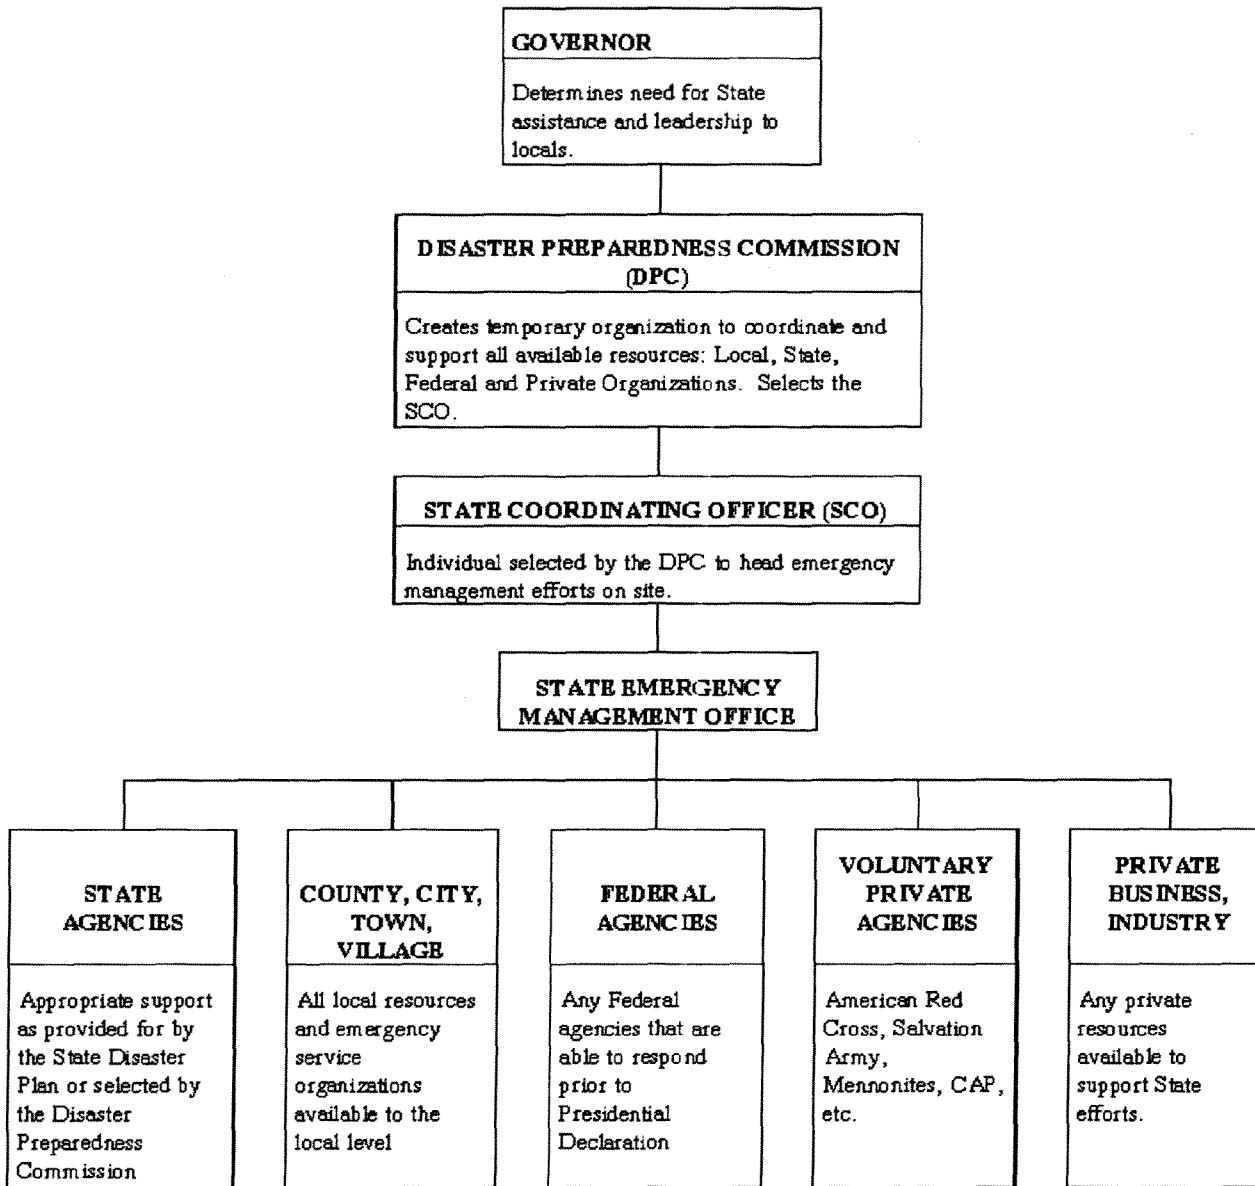 GOVERNOR
Determines need for State
assistance and leadership to
locals.
DISASTER PREPAREDNESS COMMISSION
(DPC)
Creates temporary organization to coordinate and
support all available resources: Local, State,
Federal and Private Organizations. Selects the
SCO.
STATE COORDINATING OFFICER (SCO)
Individual selected by the DPC to head emergency
management efforts on site.
STATE EMERGENCY
MANAGEMENT OFFICE
STATE
AGENCIES
Appropriate support
as provided for by
the State Disaster
Plan or selected by
the Disaster
Preparedness
Commission
COUNTY, CITY,
TOWN,
VILLAGE
All local resources
and emergency
service
organizations
available to the
local level
FEDERAL
AGENCIES
Any Federal
agencies that are
able to respond
prior to
Presidential
Declaration
VOLUNTARY
PRIVATE
AGENCIES
American Red
Cross, Salvation
Army,
Mennonites, CAP,
etc.
PRIVATE
BUSINESS,
INDUSTRY
Any private
resources
available to
support State
efforts.